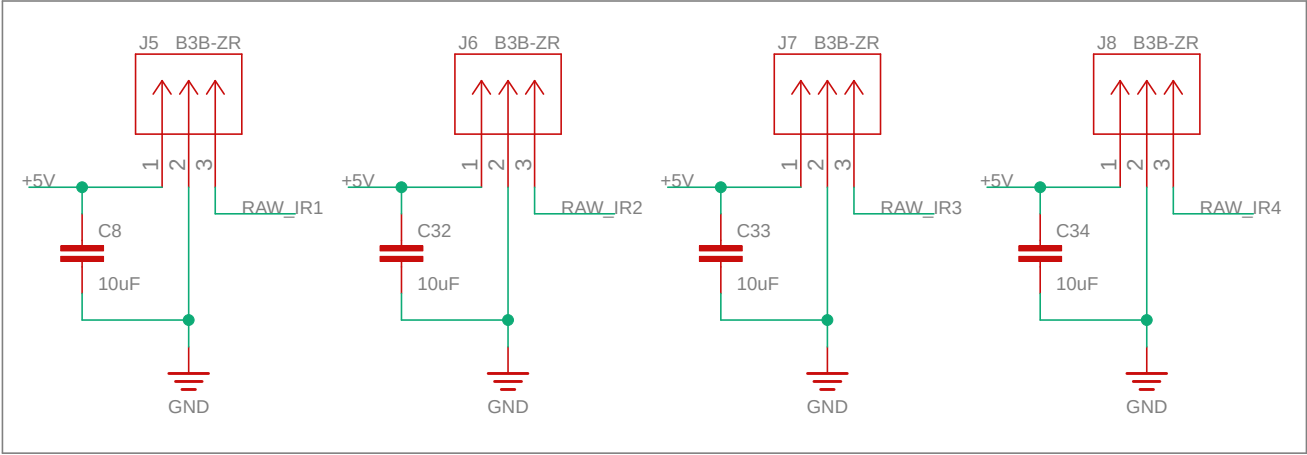 J5 B3B-ZR
1 2 3
+5V
RAW_IR1
C8
10uF
GND
J6 B3B-ZR
1 2 3
+5V
RAW_IR2
C32
10uF
GND
J7 B3B-ZR
1 2 3
+5V
RAW_IR3
C33
10uF
GND
J8 B3B-ZR
1 2 3
+5V
RAW_IR4
C34
10uF
GND